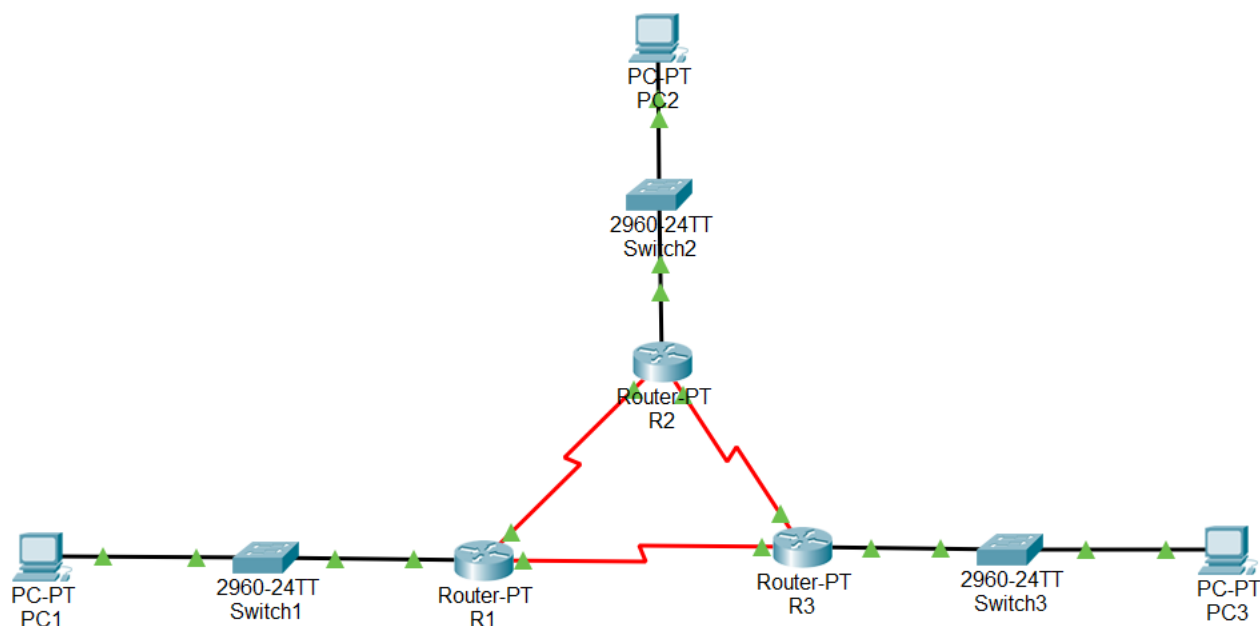 PC-PT
PC2
2960-24TT
Switch2
Router-PT
R2
PC-PT
PC1
2960-24TT
Switch1
Router-PT
R1
Router-PT
R3
2960-24TT
Switch3
PC-PT
PC3